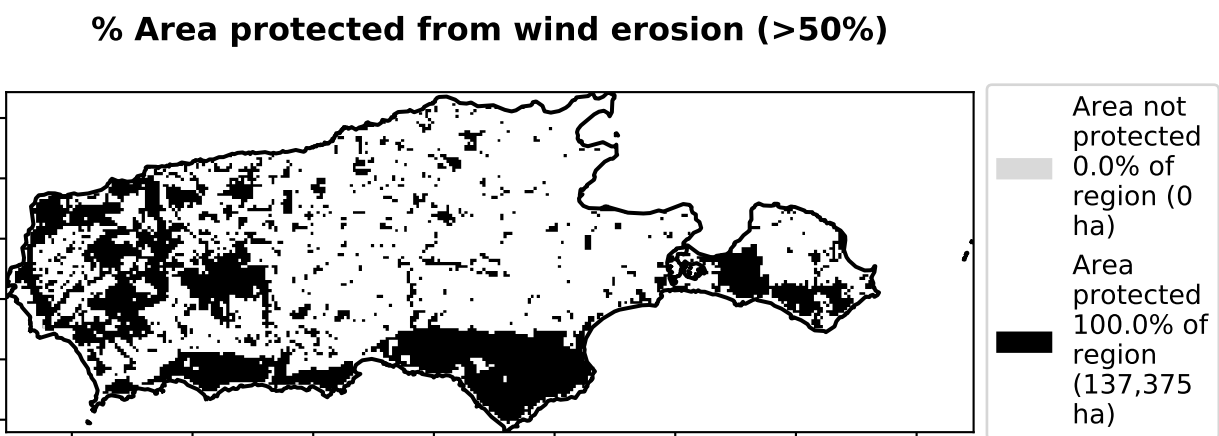 % Area protected from wind erosion (>50%)
Area not
protected
0.0% of
region (0
ha)
Area
protected
100.0% of
region
(137,375
ha)